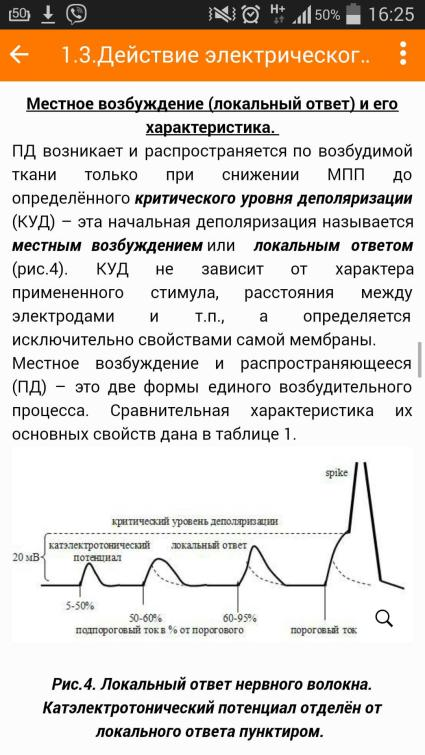 50 H+ 50% 16:25
1.3.Действие электрическог..
Местное возбуждение (локальный ответ) и его
характеристика.
ПД возникает и распространяется по возбудимой
ткани только при снижении МПП до
определённого критического уровня деполяризации
(КУД) – эта начальная деполяризация называется
местным возбуждением или локальным ответом
(рис.4). КУД не зависит от характера
примененного стимула, расстояния между
электродами и т.п., а определяется
исключительно свойствами самой мембраны.
Местное возбуждение и распространяющееся
(ПД) – это две формы единого возбудительного
процесса. Сравнительная характеристика их
основных свойств дана в таблице 1.
spike
критический уровень деполяризации
20 мВ
катэлектротонический
потенциал
локальный ответ
5-50%
50-60%
60-95%
подпороговый ток в % от порогового
пороговый ток
Рис.4. Локальный ответ нервного волокна.
Катэлектротонический потенциал отделён от
локального ответа пунктиром.